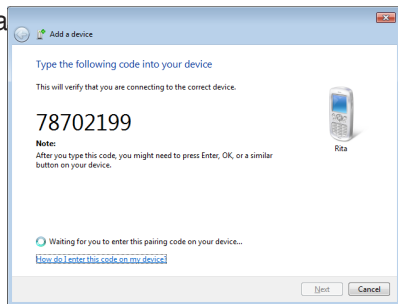 a
Add a device
Type the following code into your device
This will verify that you are connecting to the correct device.
78702199
Note:
After you type this code, you might need to press Enter, OK, or a similar
button on your device.
Rita
Waiting for you to enter this pairing code on your device...
How do I enter this code on my device?
Next
Cancel